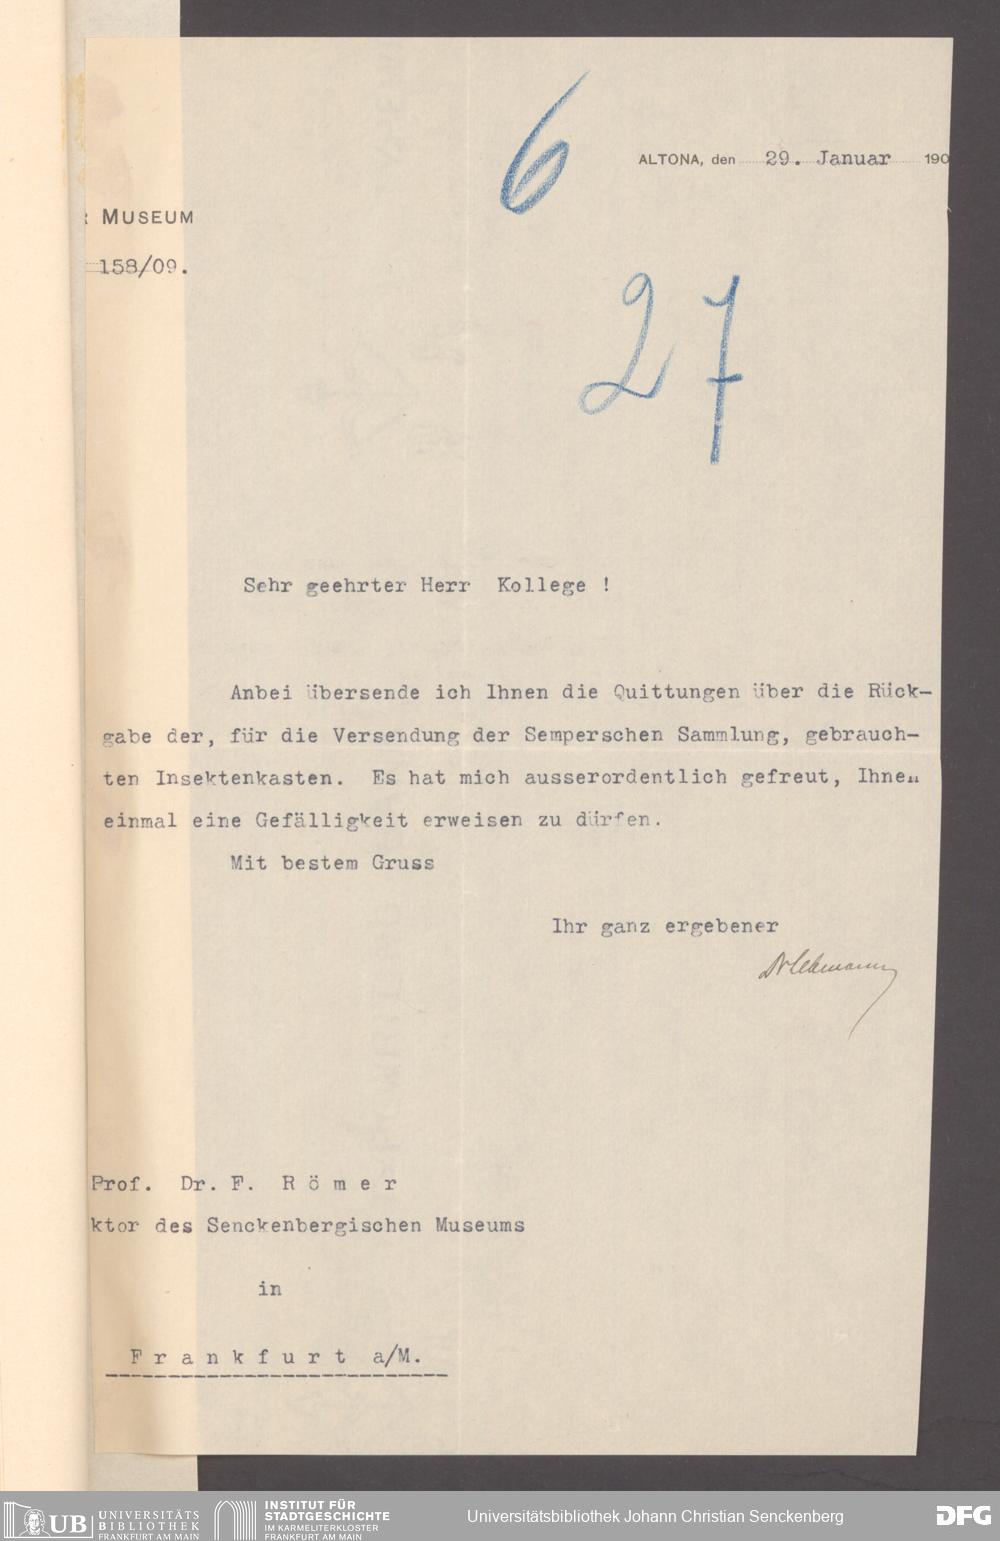 6
ALTONA, den 29. Januar 190
MUSEUM
158/09.
27
Sehr geehrter Herr Kollege !
Anbei übersende ich Ihnen die Quittungen über die Rück-
gabe der, für die Versendung der Semperschen Sammlung, gebrauch-
ten Insektenkasten. Es hat mich ausserordentlich gefreut, Ihnen
einmal eine Gefälligkeit erweisen zu dürfen.
Mit bestem Gruss
Ihr ganz ergebener
Dr Lehmann
Prof. Dr. F. Römer
ktor des Senckenbergischen Museums
in
Frankfurt a/M.
UB UNIVERSITÄTS BIBLIOTHEK FRANKFURT AM MAIN
INSTITUT FÜR STADTGESCHICHTE IM KARMELITERKLOSTER FRANKFURT AM MAIN
Universitätsbibliothek Johann Christian Senckenberg
DFG